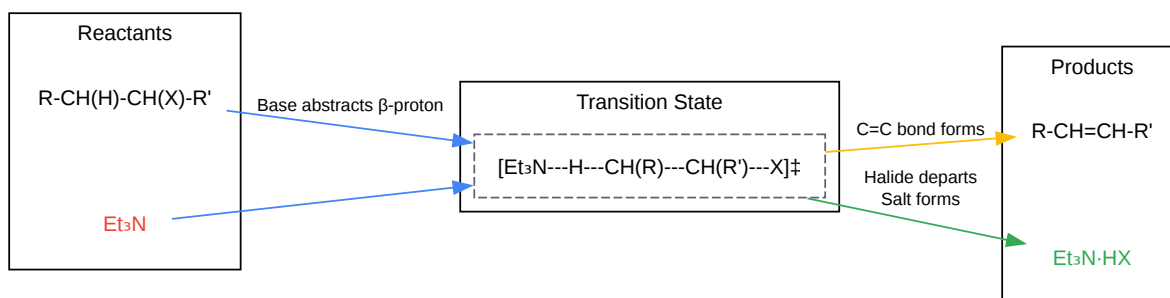 Reactants
R-CH(H)-CH(X)-R'
Et₃N
Base abstracts β-proton
Transition State
[Et₃N---H---CH(R)---CH(R')---X]‡
C=C bond forms
Halide departs
Salt forms
Products
R-CH=CH-R'
Et₃N·HX